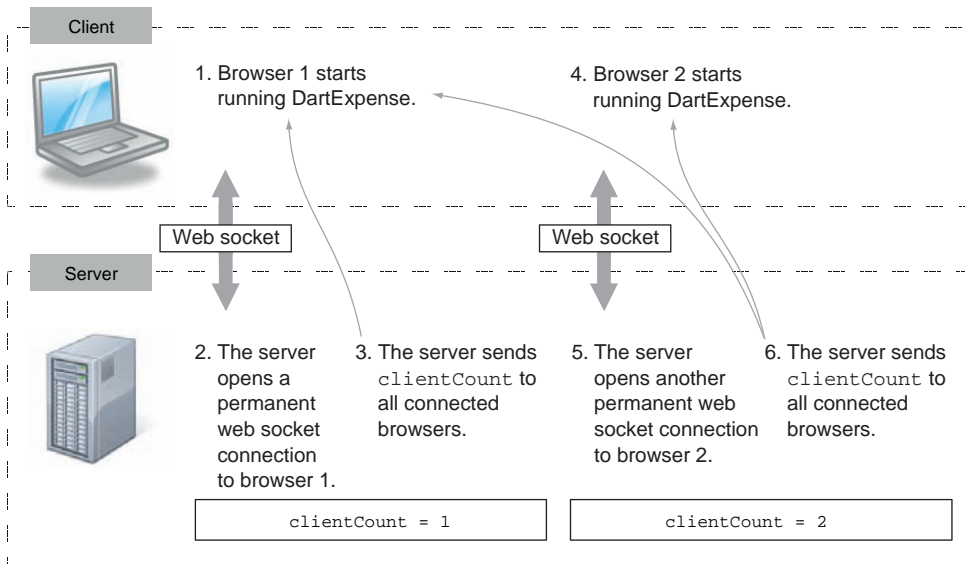 Client
1. Browser 1 starts
running DartExpense.
4. Browser 2 starts
running DartExpense.
Web socket
Web socket
Server
2. The server
opens a
permanent
web socket
connection
to browser 1.
3. The server sends
clientCount to
all connected
browsers.
5. The server
opens another
permanent web
socket connection
to browser 2.
6. The server sends
clientCount to
all connected
browsers.
clientCount = 1
clientCount = 2